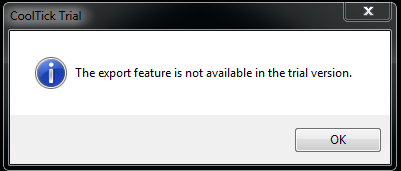 CoolTick Trial
The export feature is not available in the trial version.
OK